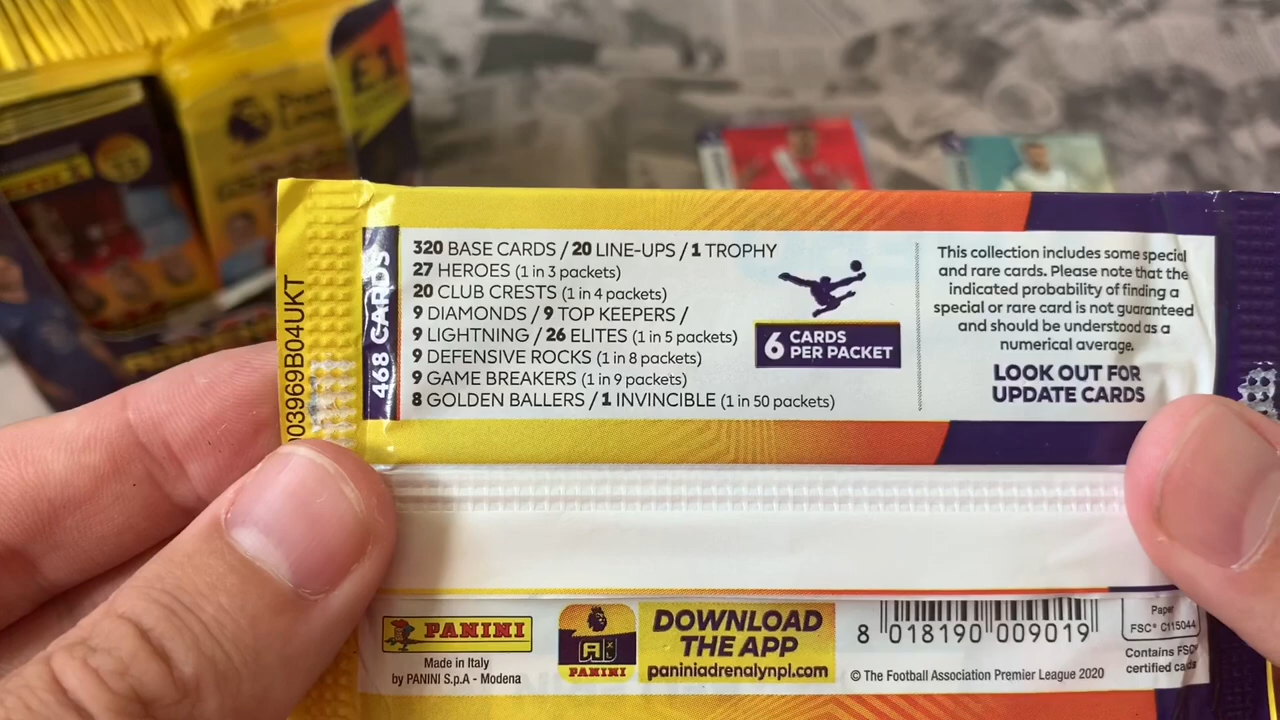 £1
003969B04UKT
468 CARDS
320 BASE CARDS / 20 LINE-UPS / 1 TROPHY
27 HEROES (1 in 3 packets)
20 CLUB CRESTS (1 in 4 packets)
9 DIAMONDS / 9 TOP KEEPERS /
9 LIGHTNING / 26 ELITES (1 in 5 packets)
9 DEFENSIVE ROCKS (1 in 8 packets)
9 GAME BREAKERS (1 in 9 packets)
8 GOLDEN BALLERS / 1 INVINCIBLE (1 in 50 packets)
6 CARDS
PER PACKET
This collection includes some special
and rare cards. Please note that the
indicated probability of finding a
special or rare card is not guaranteed
and should be understood as a
numerical average.
LOOK OUT FOR
UPDATE CARDS
PANINI
Made in Italy
by PANINI S.p.A - Modena
PANINI
DOWNLOAD
THE APP
paniniadrenalynpl.com
8 018190 009019
© The Football Association Premier League 2020
Paper
FSC® C115044
Contains FSC®
certified cards